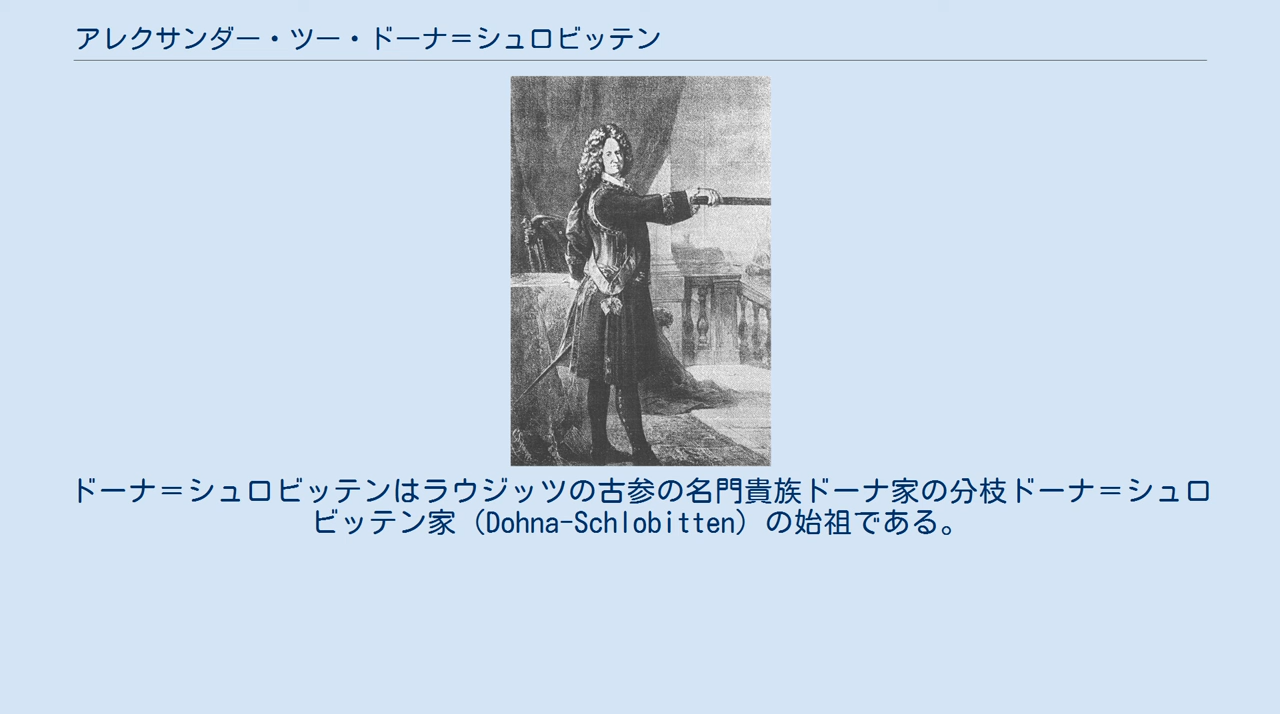 アレクサンダー・ツー・ドーナ＝シュロビッテン
ドーナ＝シュロビッテンはラウジッツの古参の名門貴族ドーナ家の分枝ドーナ＝シュロ
ビッテン家（Dohna-Schlobitten）の始祖である。